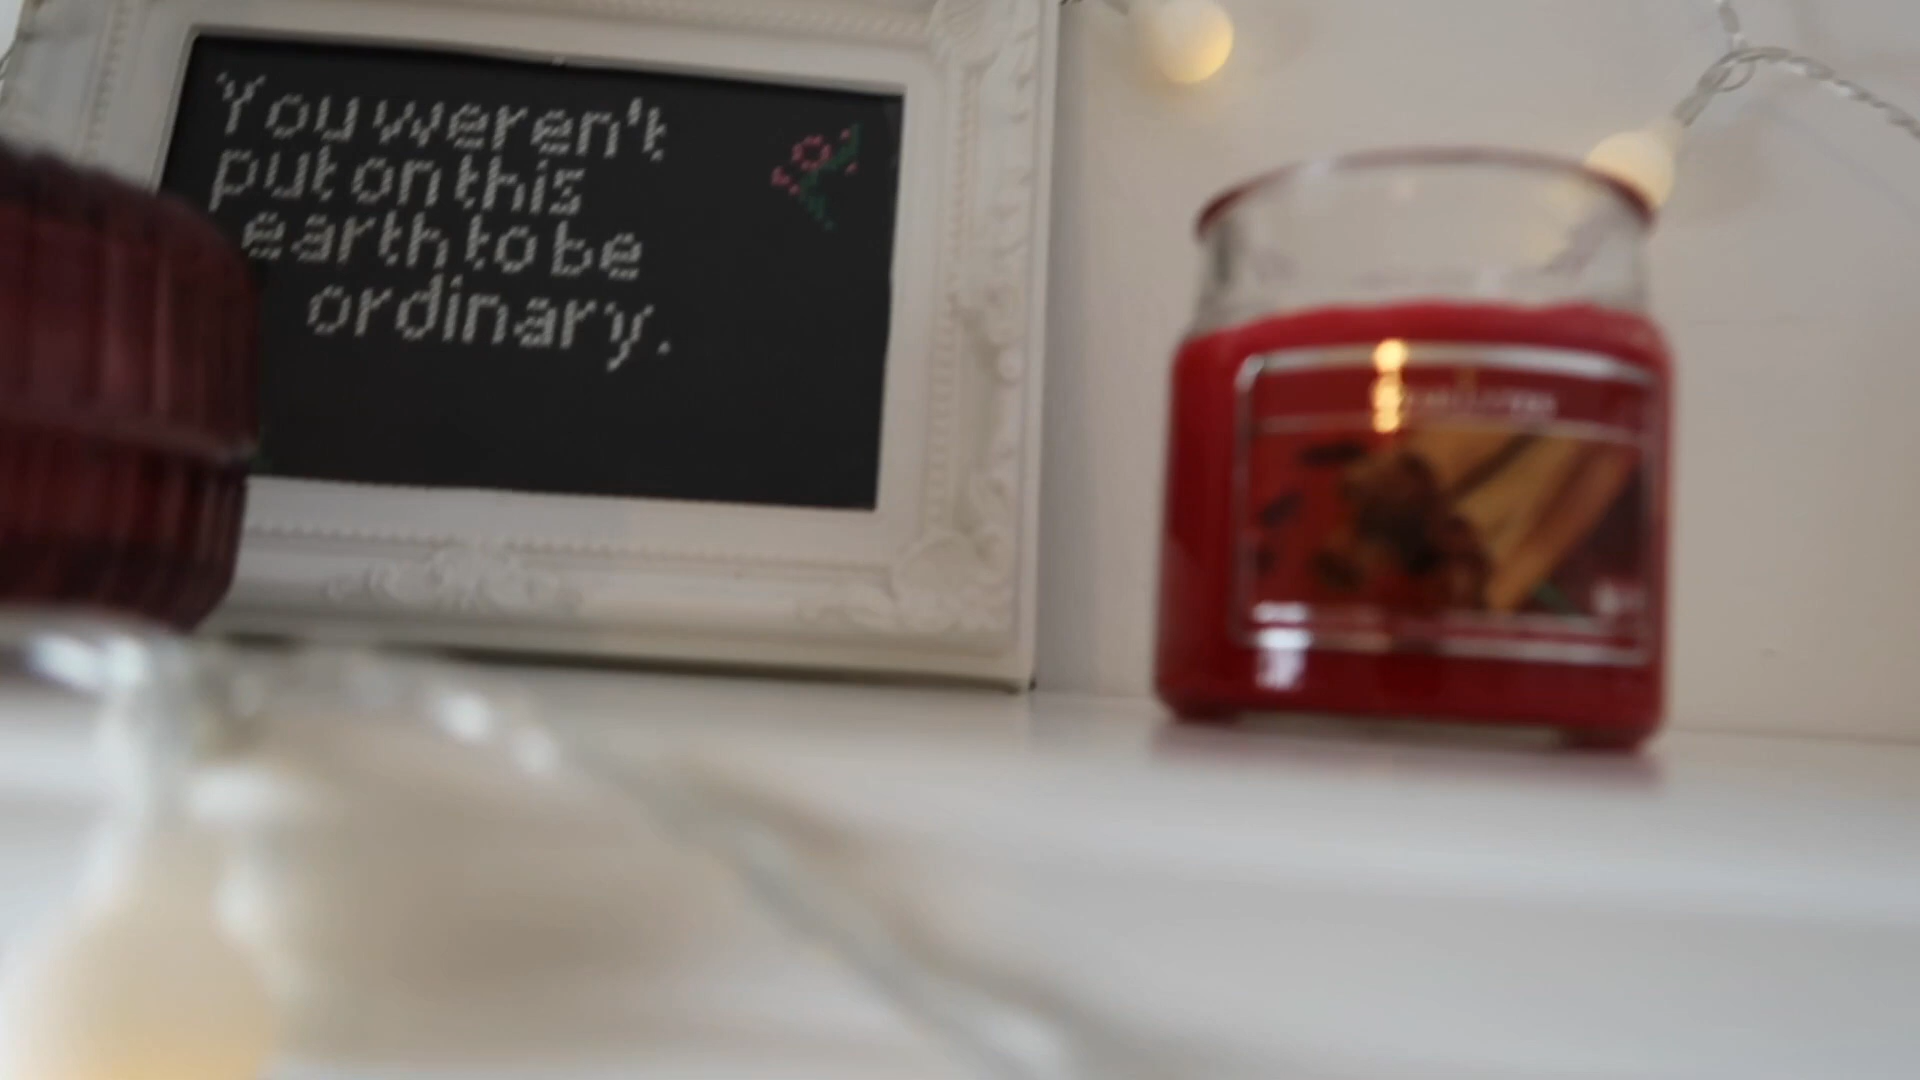 You weren't
put on this
earth to be
ordinary.